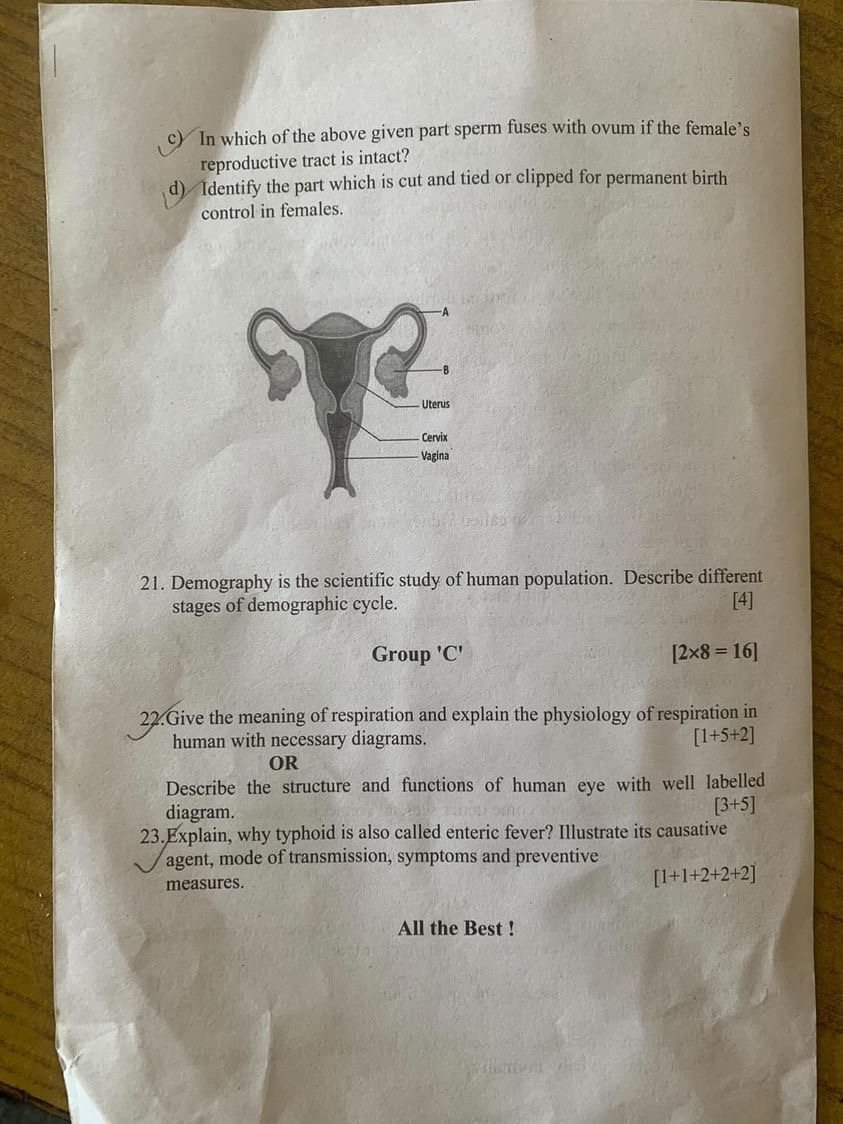 c) In which of the above given part sperm fuses with ovum if the female's
reproductive tract is intact?
d) Identify the part which is cut and tied or clipped for permanent birth
control in females.
A
B
Uterus
Cervix
Vagina
21. Demography is the scientific study of human population. Describe different
stages of demographic cycle. [4]
Group 'C' [2×8 = 16]
22.Give the meaning of respiration and explain the physiology of respiration in
human with necessary diagrams. [1+5+2]
OR
Describe the structure and functions of human eye with well labelled
diagram. [3+5]
23.Explain, why typhoid is also called enteric fever? Illustrate its causative
agent, mode of transmission, symptoms and preventive
measures. [1+1+2+2+2]
All the Best !